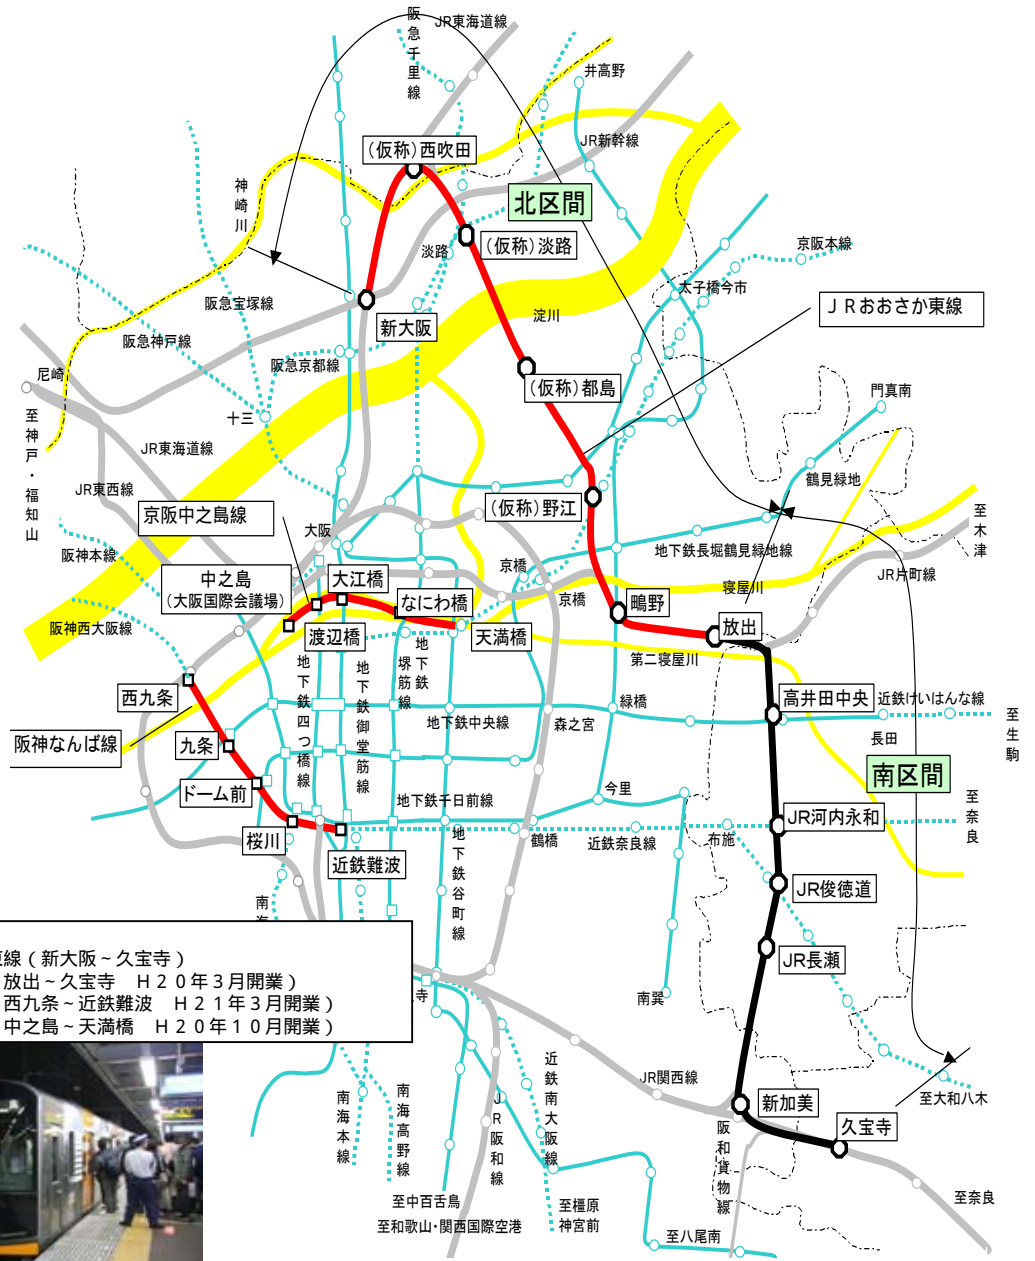 阪急千里線
JR東海道線
井高野
JR新幹線
(仮称)西吹田
神崎川
北区間
(仮称)淡路
淡路
京阪本線
太子橋今市
阪急宝塚線
新大阪
淀川
JRおおさか東線
阪急神戸線
阪急京都線
尼崎
(仮称)都島
門真南
至神戸・福知山
十三
JR東海道線
鶴見緑地
JR東西線
京阪中之島線
大阪
(仮称)野江
至木津
地下鉄長堀鶴見緑地線
阪神本線
京橋
JR片町線
中之島
(大阪国際会議場)
大江橋
なにわ橋
京橋
鴫野
寝屋川
放出
阪神西大阪線
渡辺橋
天満橋
第二寝屋川
地下鉄四つ橋線
地下鉄御堂筋線
堺筋線
地下鉄
西九条
緑橋
高井田中央
近鉄けいはんな線
地下鉄中央線
森之宮
長田
至生駒
阪神なんば線
九条
南区間
ドーム前
地下鉄千日前線
今里
至奈良
JR河内永和
桜川
近鉄難波
地下鉄谷町線
鶴橋
近鉄奈良線
布施
JR俊徳道
南海
JR長瀬
東線(新大阪~久宝寺)
放出~久宝寺 H20年3月開業)
西九条~近鉄難波 H21年3月開業)
中之島~天満橋 H20年10月開業)
寺
南巽
近鉄南大阪線
JR関西線
新加美
至大和八木
南海本線
南海高野線
JR阪和線
久宝寺
阪和貨物線
至中百舌鳥
至和歌山・関西国際空港
至橿原
神宮前
至八尾南
至奈良